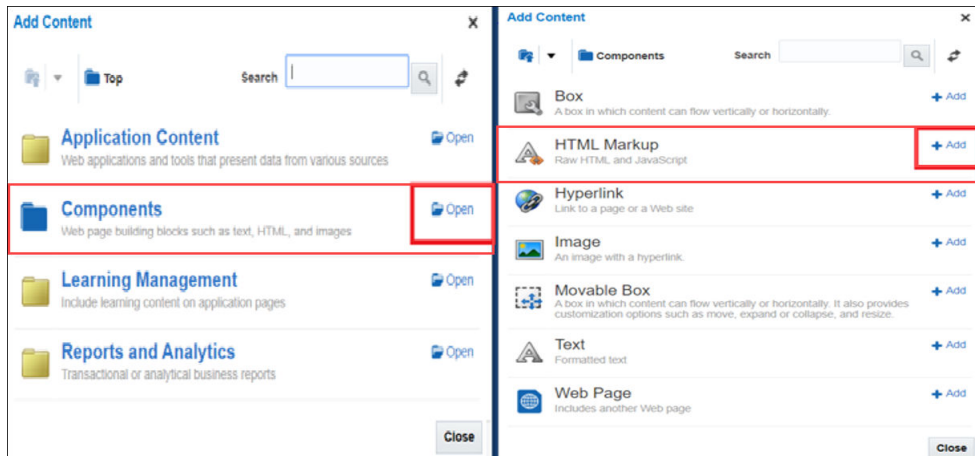 Add Content
Top
Search
Application Content
Open
Web applications and tools that present data from various sources
Components
Open
Web page building blocks such as text, HTML, and images
Learning Management
Open
Include learning content on application pages
Reports and Analytics
Open
Transactional or analytical business reports
Close
Add Content
Components
Search
Box
Add
A box in which content can flow vertically or horizontally.
HTML Markup
Add
Raw HTML and JavaScript
Hyperlink
Add
Link to a page or a Web site
Image
Add
An image with a hyperlink.
Movable Box
Add
A box in which content can flow vertically or horizontally. It also provides
customization options such as move, expand or collapse, and resize.
Text
Add
Formatted text
Web Page
Add
Includes another Web page
Close